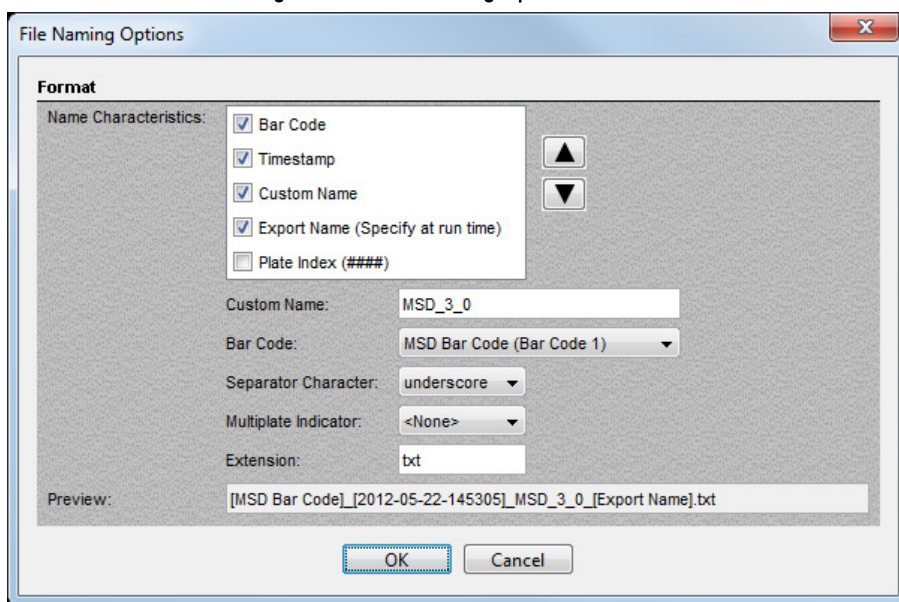 File Naming Options
Format
Name Characteristics:
Bar Code
Timestamp
Custom Name
Export Name (Specify at run time)
Plate Index (####)
Custom Name: MSD_3_0
Bar Code: MSD Bar Code (Bar Code 1)
Separator Character: underscore
Multiplate Indicator: <None>
Extension: txt
Preview: [MSD Bar Code]_[2012-05-22-145305]_MSD_3_0_[Export Name].txt
OK Cancel